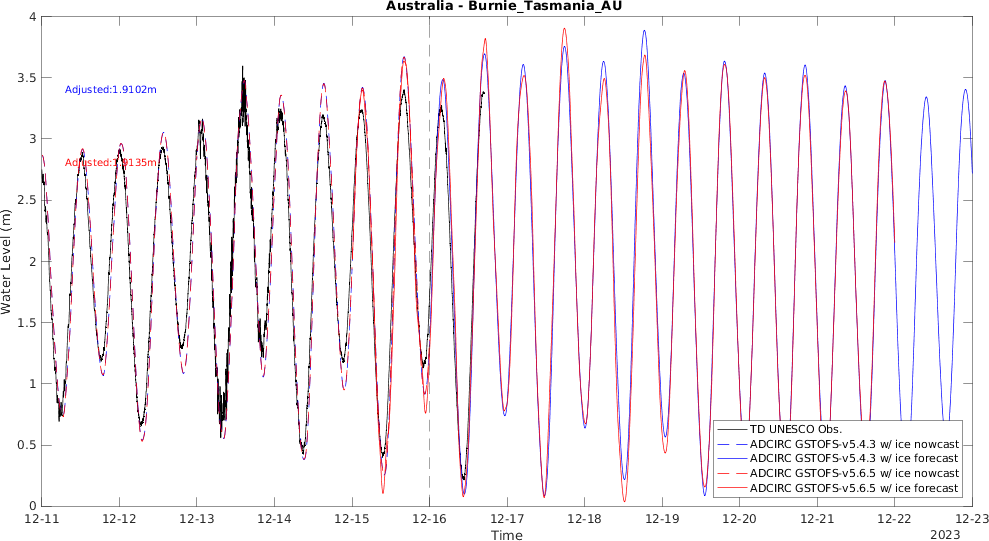 Australia - Burnie_Tasmania_AU
4
3.5
3
2.5
2
1.5
1
0.5
0
Water Level (m)
Adjusted:1.9102m
Adjusted:1.9135m
TD UNESCO Obs.
ADCIRC GSTOFS-v5.4.3 w/ ice nowcast
ADCIRC GSTOFS-v5.4.3 w/ ice forecast
ADCIRC GSTOFS-v5.6.5 w/ ice nowcast
ADCIRC GSTOFS-v5.6.5 w/ ice forecast
12-11 12-12 12-13 12-14 12-15 12-16 12-17 12-18 12-19 12-20 12-21 12-22 12-23
Time
2023